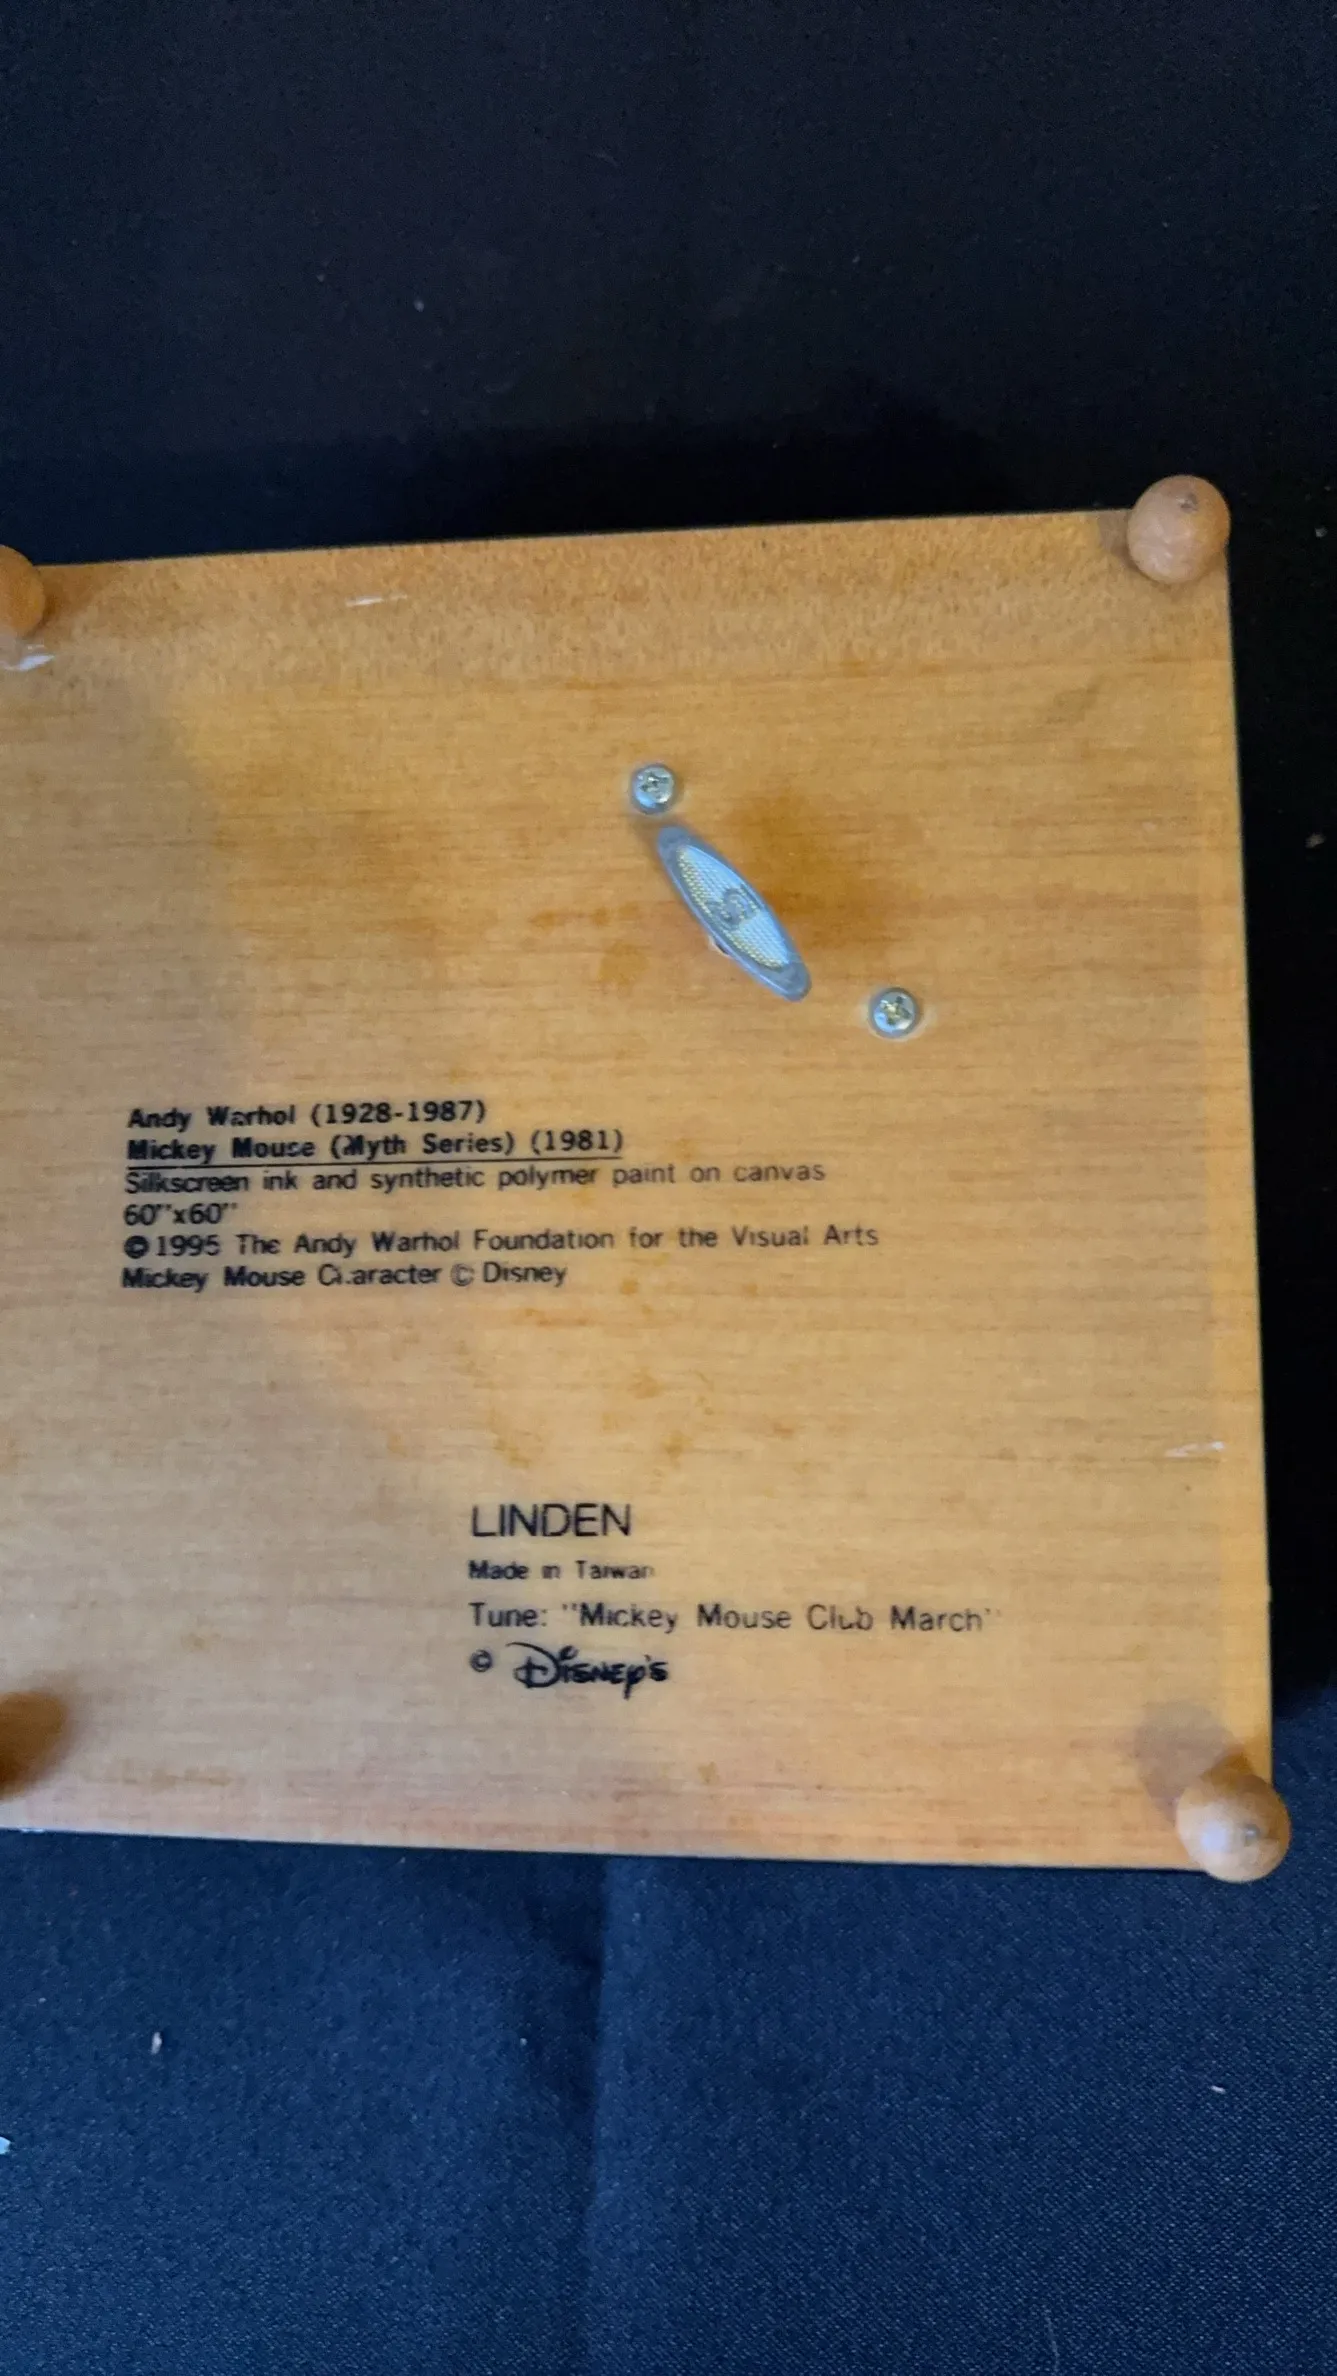 Andy Warhol (1928-1987)
Mickey Mouse (Myth Series) (1981)
Silkscreen ink and synthetic polymer paint on canvas
60"x60"
© 1995 The Andy Warhol Foundation for the Visual Arts
Mickey Mouse Character © Disney
LINDEN
Made in Taiwan
Tune: "Mickey Mouse Club March"
© Disney's